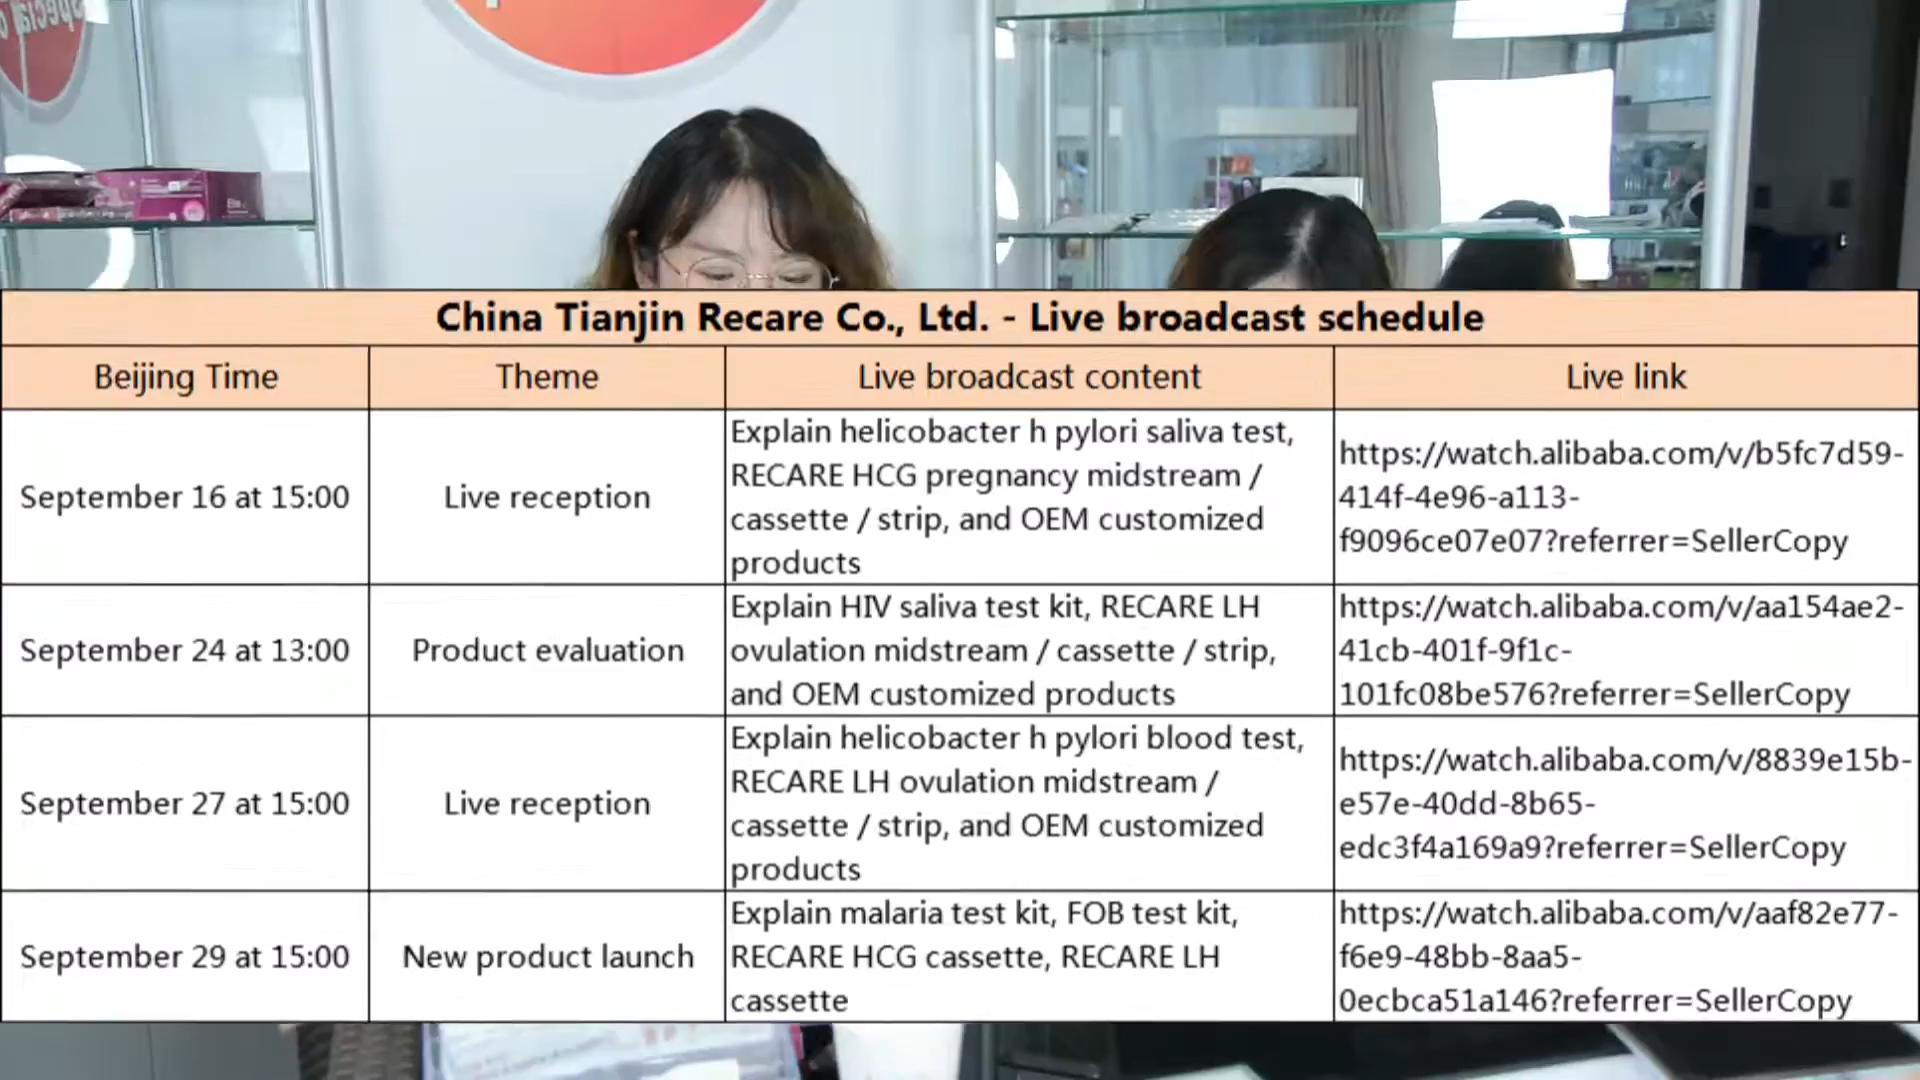 Special o
China Tianjin Recare Co., Ltd. - Live broadcast schedule
Beijing Time
Theme
Live broadcast content
Live link
September 16 at 15:00
Live reception
Explain helicobacter h pylori saliva test,
RECARE HCG pregnancy midstream /
cassette / strip, and OEM customized
products
https://watch.alibaba.com/v/b5fc7d59-
414f-4e96-a113-
f9096ce07e07?referrer=SellerCopy
September 24 at 13:00
Product evaluation
Explain HIV saliva test kit, RECARE LH
ovulation midstream / cassette / strip,
and OEM customized products
https://watch.alibaba.com/v/aa154ae2-
41cb-401f-9f1c-
101fc08be576?referrer=SellerCopy
September 27 at 15:00
Live reception
Explain helicobacter h pylori blood test,
RECARE LH ovulation midstream /
cassette / strip, and OEM customized
products
https://watch.alibaba.com/v/8839e15b-
e57e-40dd-8b65-
edc3f4a169a9?referrer=SellerCopy
September 29 at 15:00
New product launch
Explain malaria test kit, FOB test kit,
RECARE HCG cassette, RECARE LH
cassette
https://watch.alibaba.com/v/aaf82e77-
f6e9-48bb-8aa5-
0ecbca51a146?referrer=SellerCopy